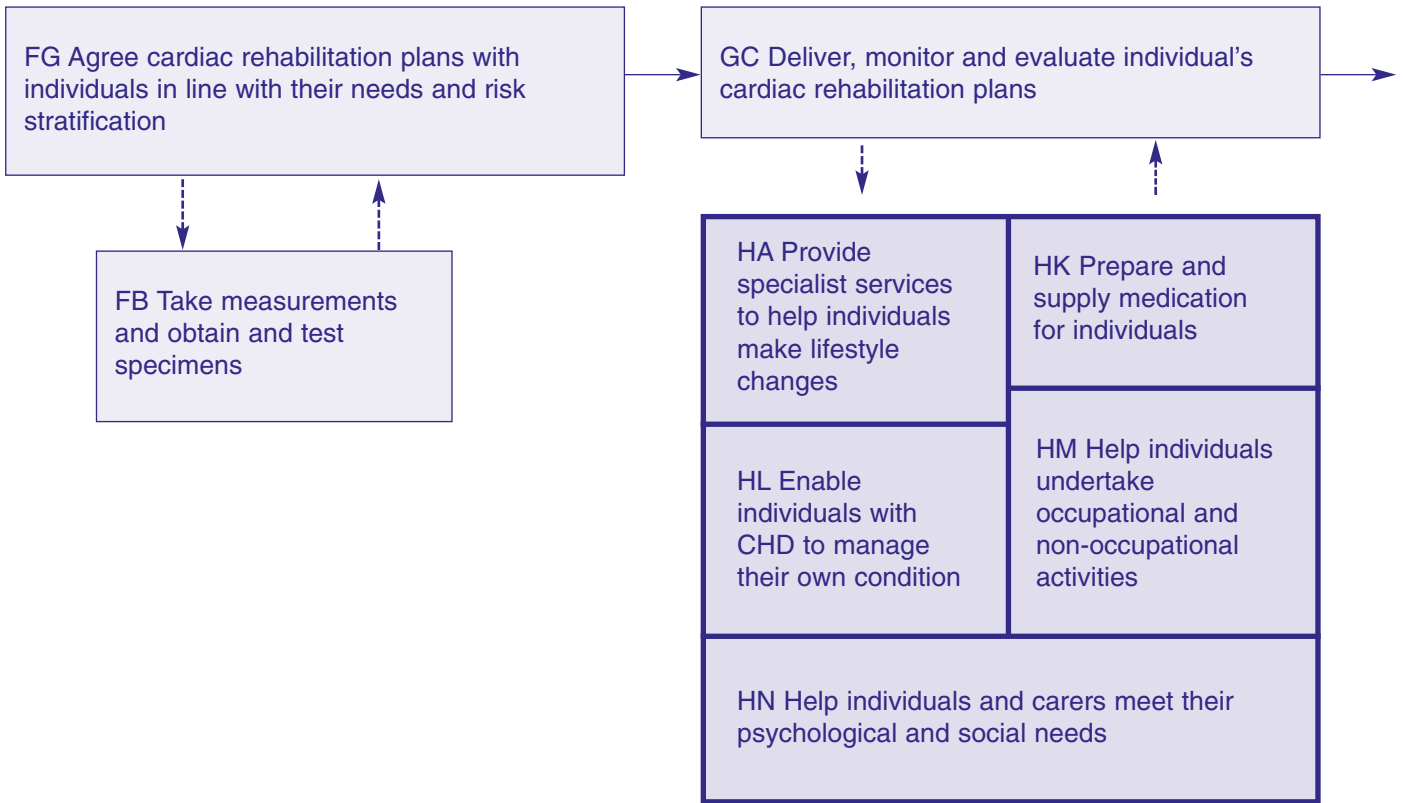 FG Agree cardiac rehabilitation plans with
individuals in line with their needs and risk
stratification
GC Deliver, monitor and evaluate individual’s
cardiac rehabilitation plans
FB Take measurements
and obtain and test
specimens
HA Provide
specialist services
to help individuals
make lifestyle
changes
HK Prepare and
supply medication
for individuals
HL Enable
individuals with
CHD to manage
their own condition
HM Help individuals
undertake
occupational and
non-occupational
activities
HN Help individuals and carers meet their
psychological and social needs